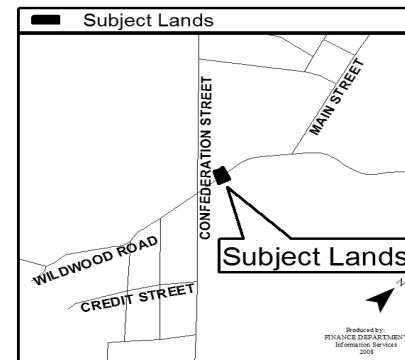 Subject Lands
CONFEDERATION STREET
MAIN STREET
WILDWOOD ROAD
CREDIT STREET
Subject Lands
N
Produced by:
FINANCE DEPARTMENT
Information Services
2008